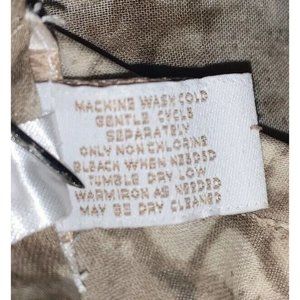 MACHINE WASH COLD
GENTLE CYCLE
SEPARATELY
ONLY NON CHLORINE
BLEACH WHEN NEEDED
TUMBLE DRY LOW
WARM IRON AS NEEDED
MAY BE DRY CLEANED